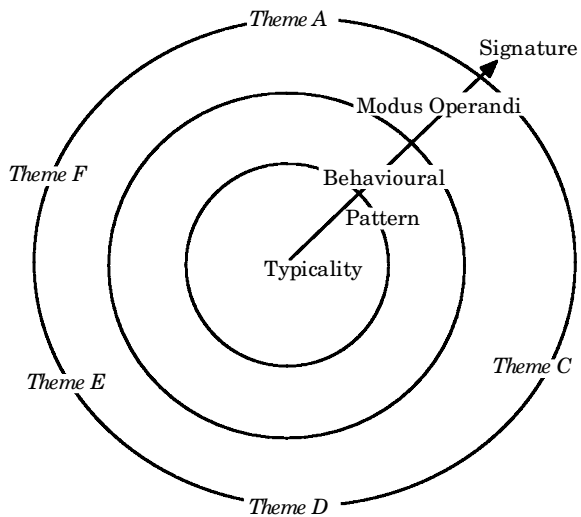 Theme A
Signature
Modus Operandi
Theme F
Behavioural
Pattern
Typicality
Theme C
Theme E
Theme D